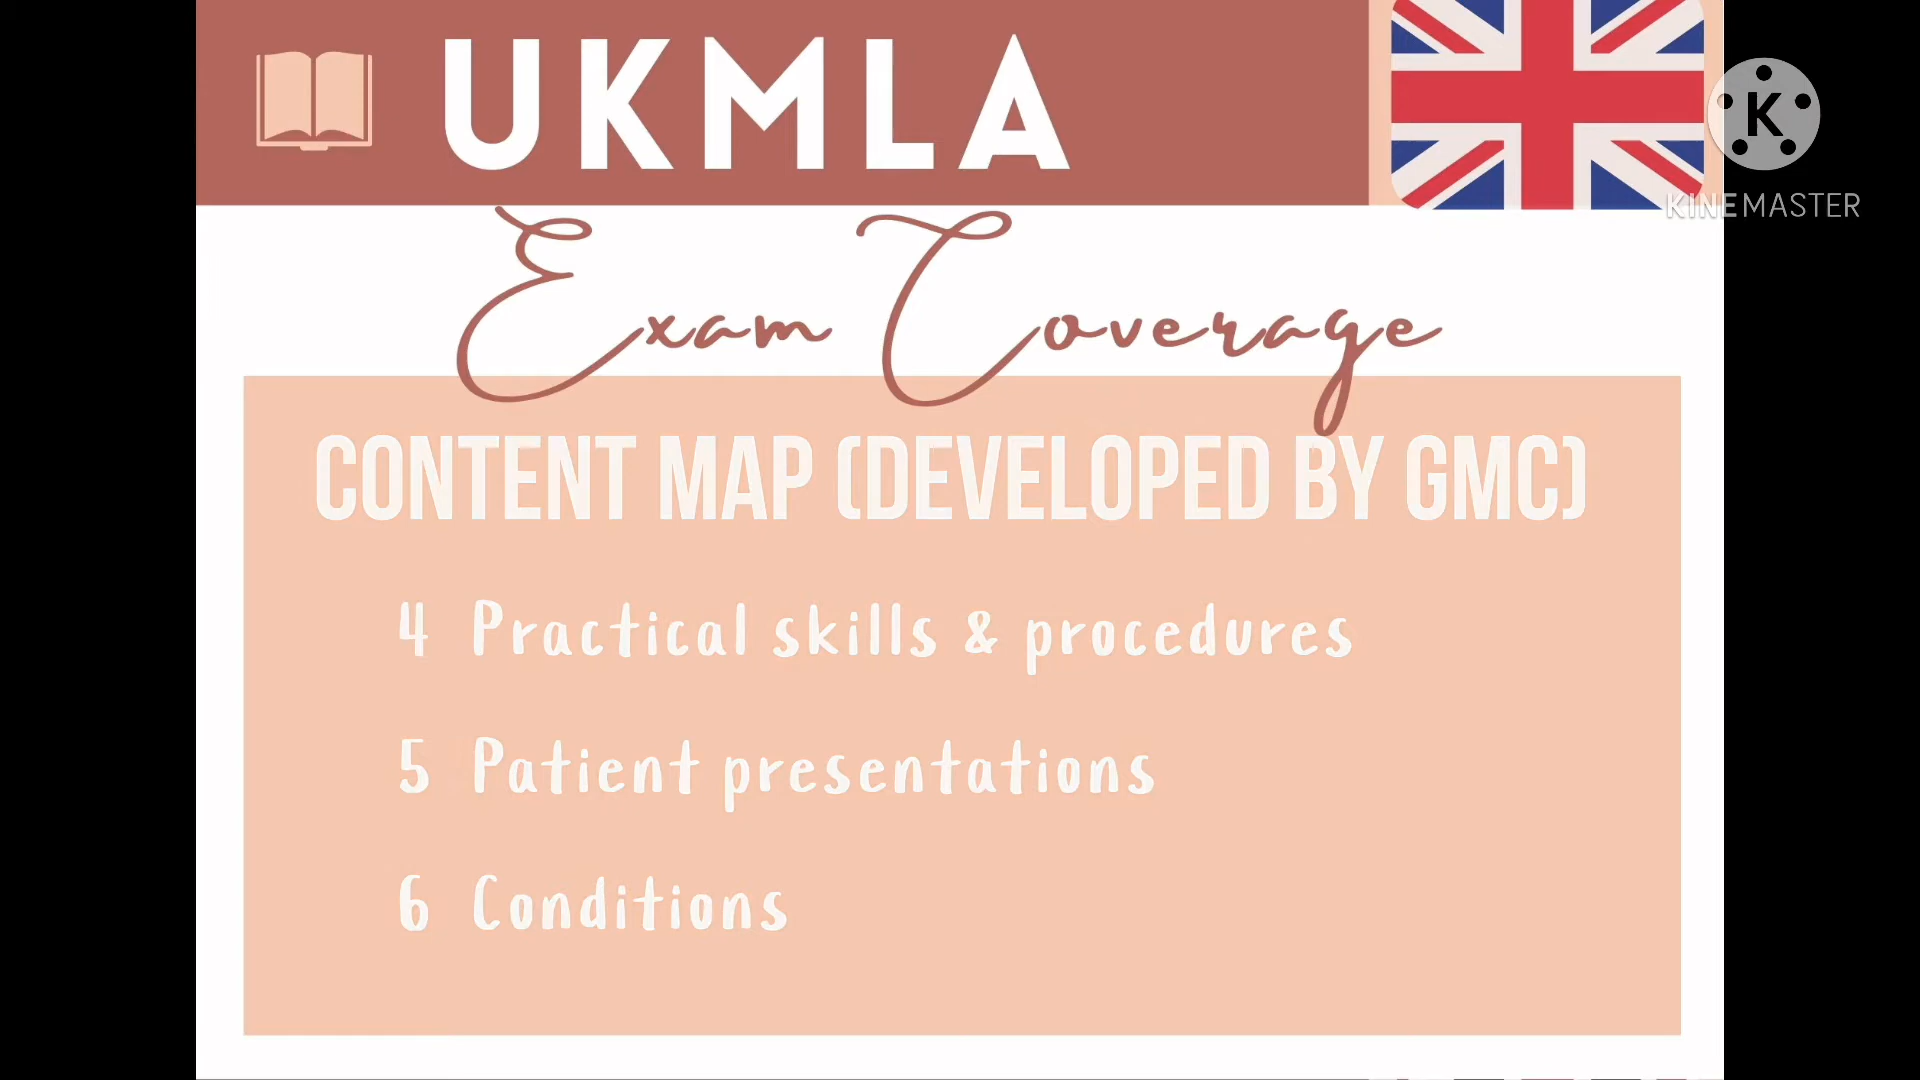 UKMLA
K
KINEMASTER
Exam Coverage
CONTENT MAP (DEVELOPED BY GMC)
4 Practical skills & procedures
5 Patient presentations
6 Conditions